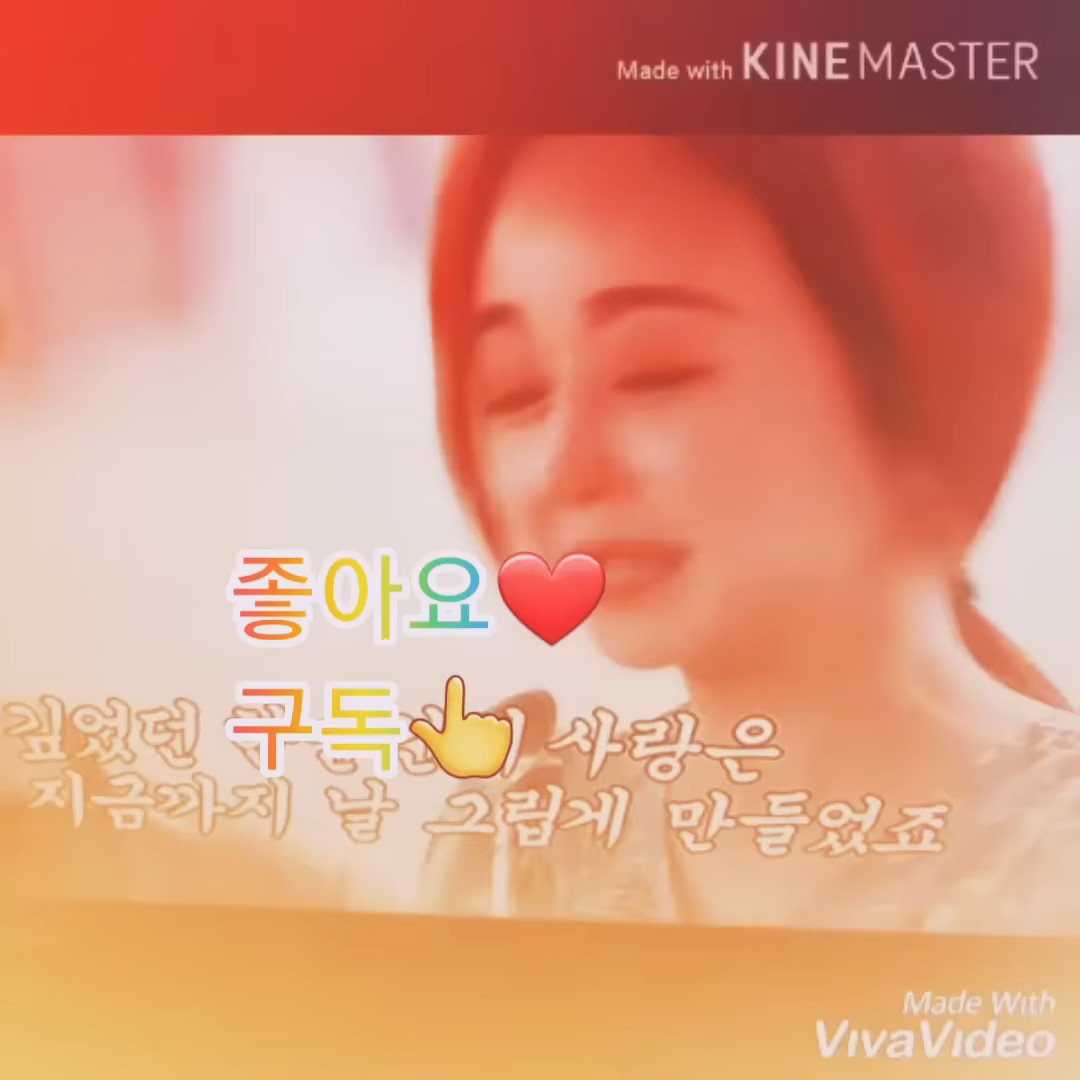 Made with KINEMASTER
좋아요❤️
구독👆
깊었던 사랑은
지금까지 날 그립게 만들었죠
Made With
VivaVideo